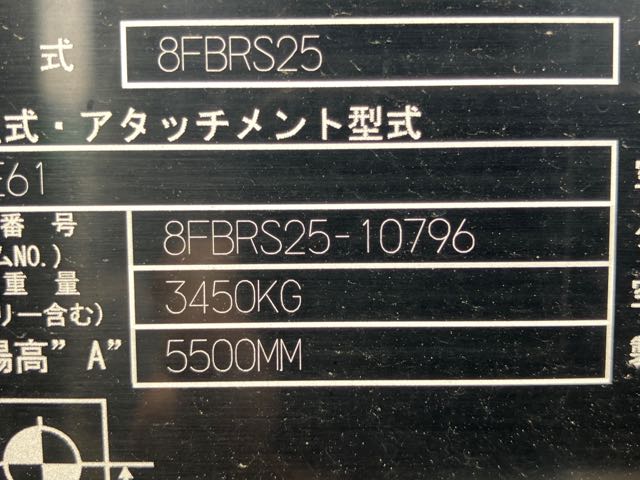 式 8FBRS25
式・アタッチメント型式
E61
番号 8FBRS25-10796
ムNO.)
重量 3450KG
リー含む)
揚高"A" 5500MM